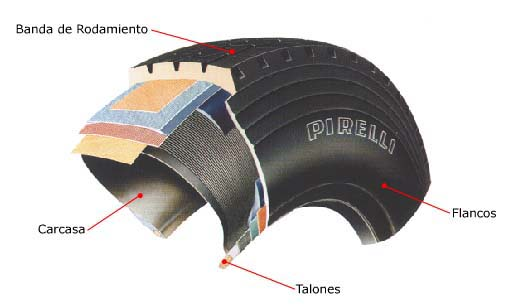 Banda de Rodamiento
PIRELLI
Flancos
Carcasa
Talones